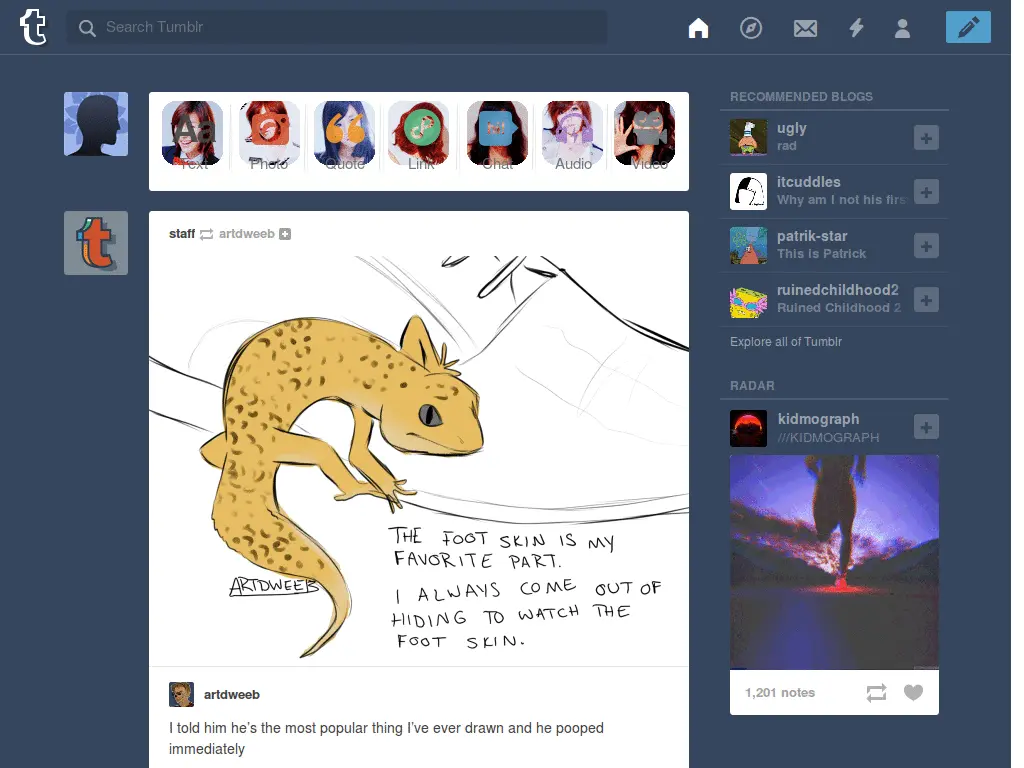 Search Tumblr
Aa
Text
Photo
Quote
Link
Chat
Audio
Video
staff artdweeb
THE FOOT SKIN IS MY
FAVORITE PART.
I ALWAYS COME OUT OF
HIDING TO WATCH THE
FOOT SKIN.
ARTDWEEB
artdweeb
I told him he's the most popular thing I've ever drawn and he pooped
immediately
RECOMMENDED BLOGS
ugly
rad
itcuddles
Why am I not his firs
patrik-star
This is Patrick
ruinedchildhood2
Ruined Childhood 2
Explore all of Tumblr
RADAR
kidmograph
///KIDMOGRAPH
1,201 notes